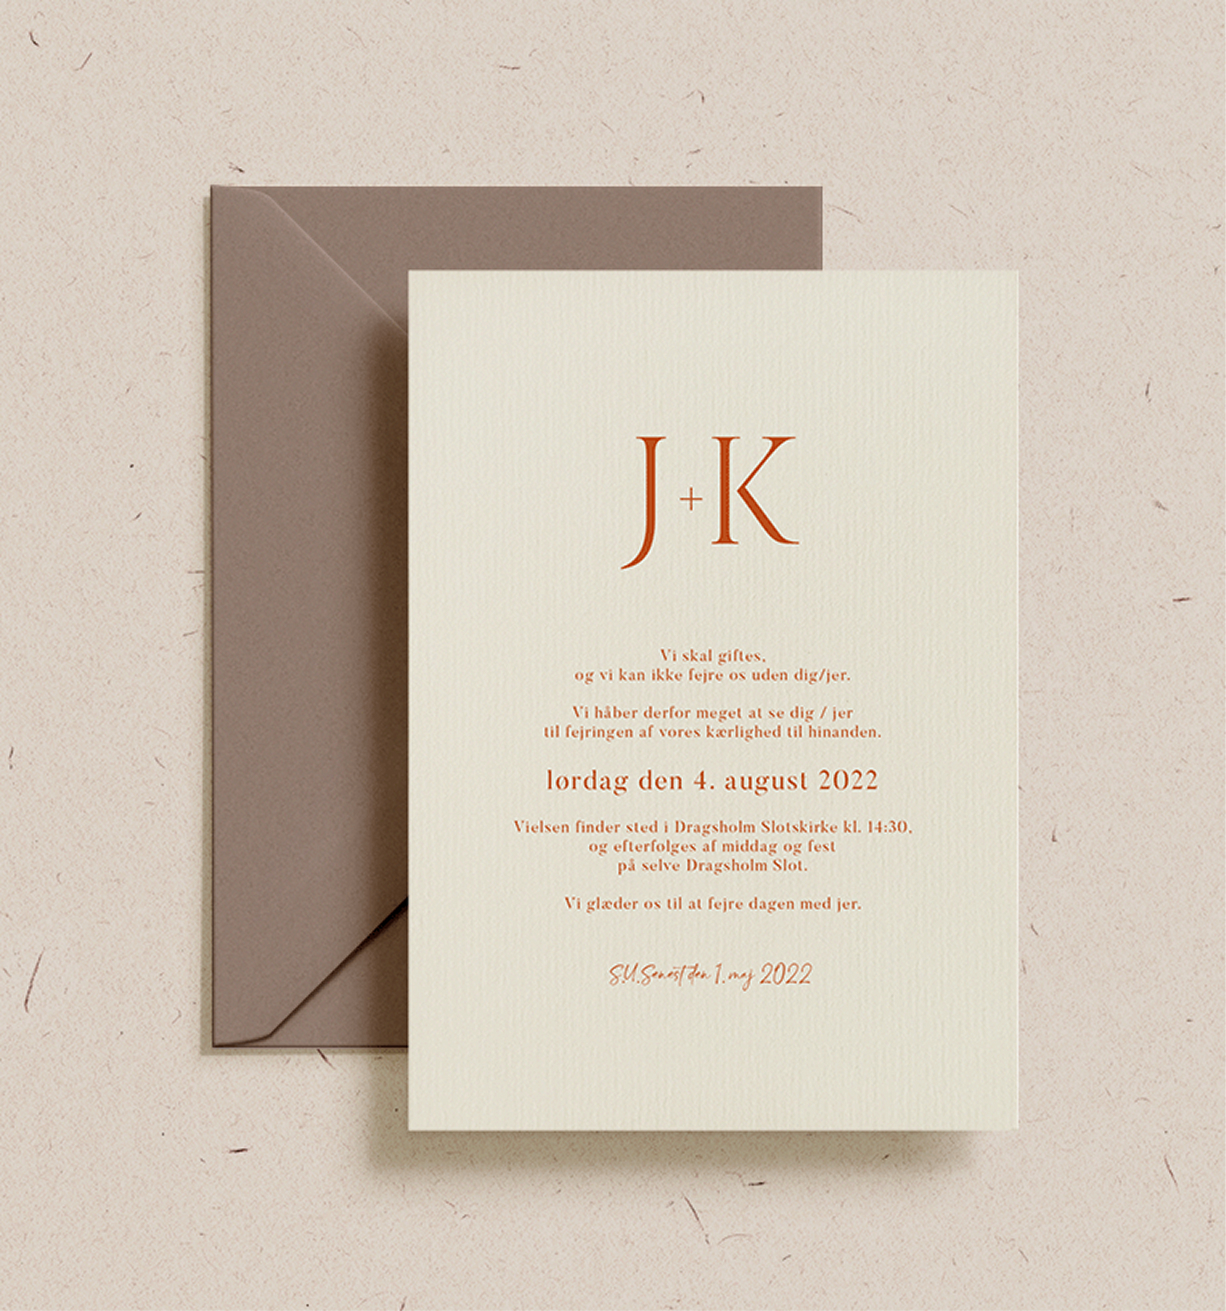 J+K
Vi skal giftes,
og vi kan ikke fejre os uden dig/jer.
Vi håber derfor meget at se dig / jer
til fejringen af vores kærlighed til hinanden.
lørdag den 4. august 2022
Vielsen finder sted i Dragsholm Slotskirke kl. 14:30,
og efterfølges af middag og fest
på selve Dragsholm Slot.
Vi glæder os til at fejre dagen med jer.
S.U. Senest den 1. maj 2022